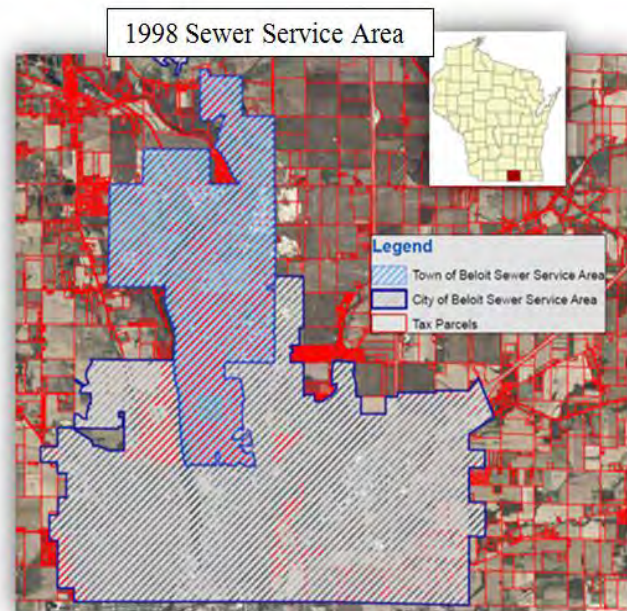 1998 Sewer Service Area
Legend
Town of Beloit Sewer Service Area
City of Beloit Sewer Service Area
Tax Parcels